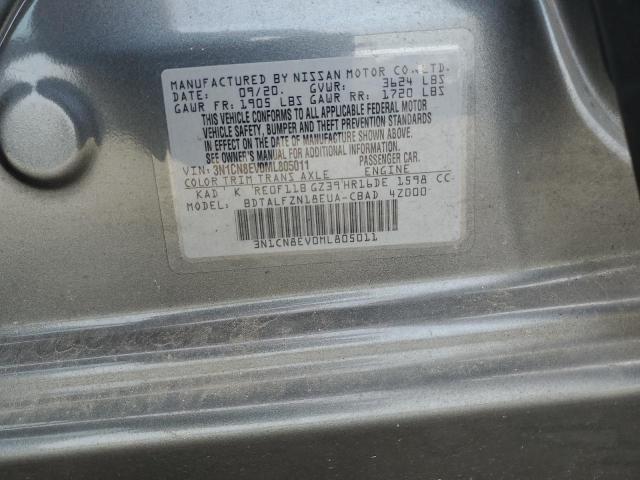 MANUFACTURED BY NISSAN MOTOR CO.,LTD.
DATE: 09/20. GVWR: 3624 LBS
GAWR FR: 1905 LBS GAWR RR: 1720 LBS
THIS VEHICLE CONFORMS TO ALL APPLICABLE FEDERAL MOTOR
VEHICLE SAFETY, BUMPER AND THEFT PREVENTION STANDARDS
IN EFFECT ON THE DATE OF MANUFACTURE SHOWN ABOVE.
SEE OWNER'S MANUAL FOR ADDITIONAL INFORMATION.
VIN: 3N1CN8EV0ML805011 PASSENGER CAR.
COLOR TRIM TRANS AXLE ENGINE
KAD K RE0F11B GZ39 HR16DE 1598 CC
MODEL: BDTALFZN18EUA-CBAD 4Z000
3N1CN8EV0ML805011